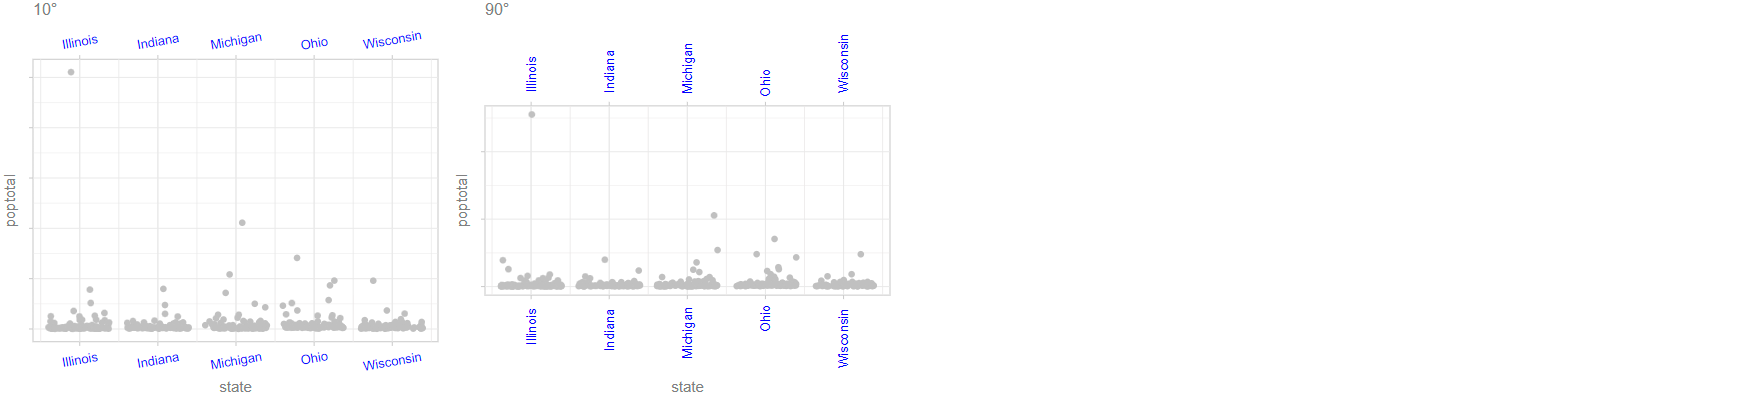 10°
Illinois Indiana Michigan Ohio Wisconsin
poptotal
Illinois Indiana Michigan Ohio Wisconsin
state
90°
Illinois Indiana Michigan Ohio Wisconsin
poptotal
Illinois Indiana Michigan Ohio Wisconsin
state